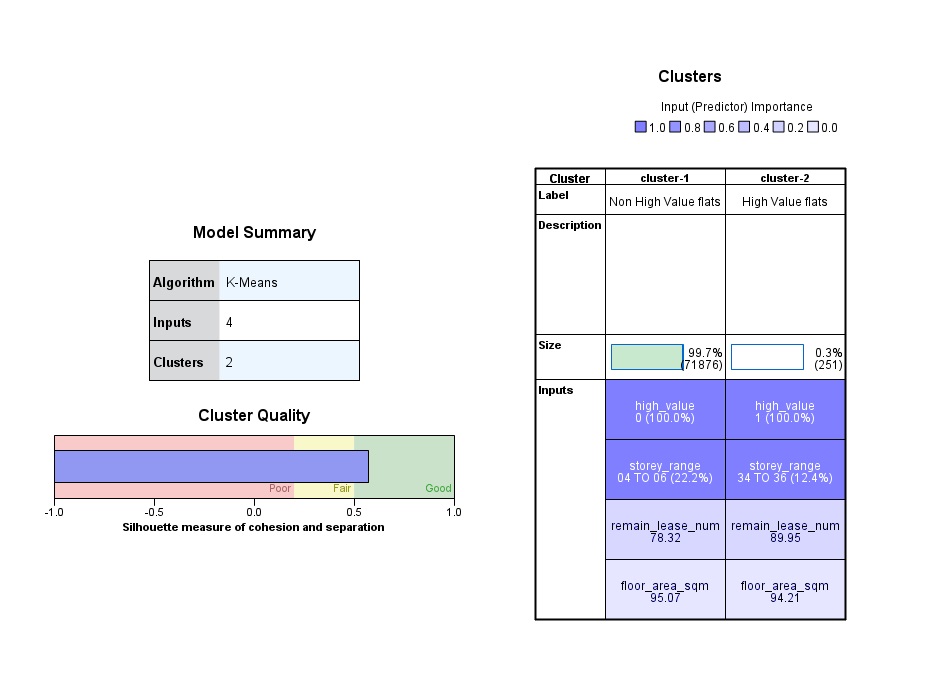 Model Summary
Algorithm K-Means
Inputs 4
Clusters 2
Cluster Quality
Poor Fair Good
-1.0 -0.5 0.0 0.5 1.0
Silhouette measure of cohesion and separation
Clusters
Input (Predictor) Importance
1.0 0.8 0.6 0.4 0.2 0.0
Cluster cluster-1 cluster-2
Label Non High Value flats High Value flats
Description
Size 99.7% 0.3%
(71876) (251)
Inputs high_value high_value
0 (100.0%) 1 (100.0%)
storey_range storey_range
04 TO 06 (22.2%) 34 TO 36 (12.4%)
remain_lease_num remain_lease_num
78.32 89.95
floor_area_sqm floor_area_sqm
95.07 94.21